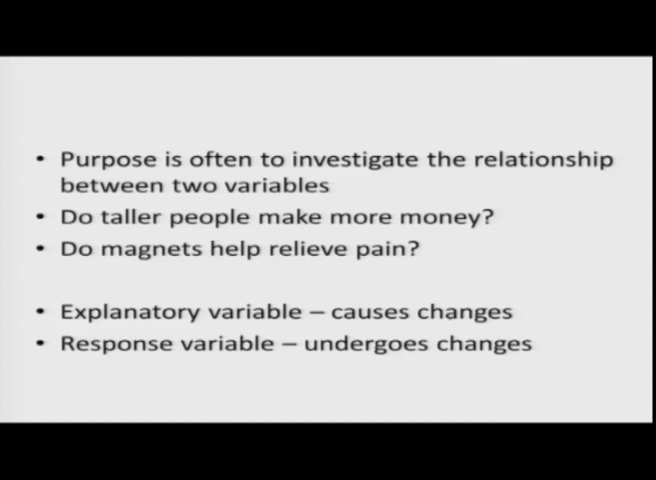 • Purpose is often to investigate the relationship
between two variables
• Do taller people make more money?
• Do magnets help relieve pain?
• Explanatory variable – causes changes
• Response variable – undergoes changes